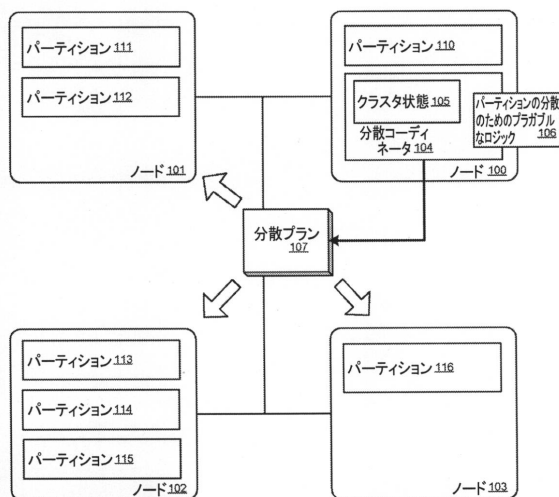 パーティション 111
パーティション 112
ノード 101
パーティション 110
クラスタ状態 105
分散コーディ
ネータ 104
ノード 100
パーティションの分散
のためのプラガブル
なロジック
106
分散プラン
107
パーティション 113
パーティション 114
パーティション 115
ノード 102
パーティション 116
ノード 103